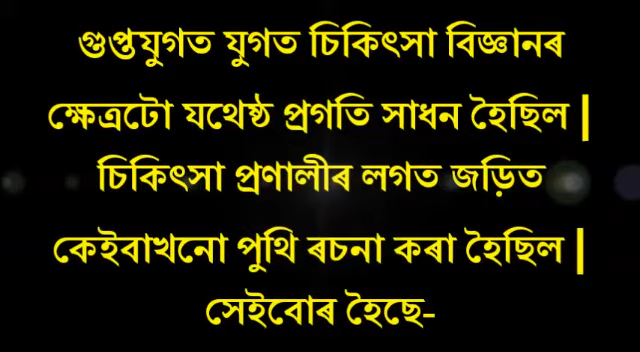 গুপ্তযুগত যুগত চিকিৎসা বিজ্ঞানৰ
ক্ষেত্ৰটো যথেষ্ঠ প্ৰগতি সাধন হৈছিল |
চিকিৎসা প্ৰণালীৰ লগত জড়িত
কেইবাখনো পুথি ৰচনা কৰা হৈছিল |
সেইবোৰ হৈছে-